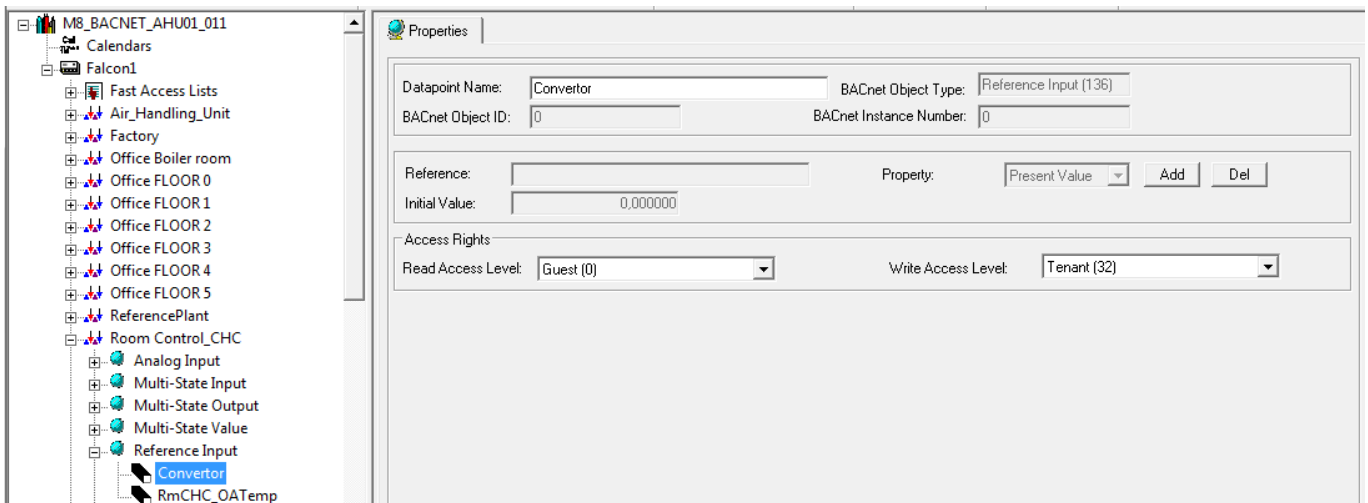 M8_BACNET_AHU01_011
Calendars
Falcon1
Fast Access Lists
Air_Handling_Unit
Factory
Office Boiler room
Office FLOOR 0
Office FLOOR 1
Office FLOOR 2
Office FLOOR 3
Office FLOOR 4
Office FLOOR 5
ReferencePlant
Room Control_CHC
Analog Input
Multi-State Input
Multi-State Output
Multi-State Value
Reference Input
Convertor
RmCHC_OATemp
Properties
Datapoint Name: Convertor BACnet Object Type: Reference Input (136)
BACnet Object ID: 0 BACnet Instance Number: 0
Reference: Property: Present Value Add Del
Initial Value: 0,000000
Access Rights
Read Access Level: Guest (0) Write Access Level: Tenant (32)